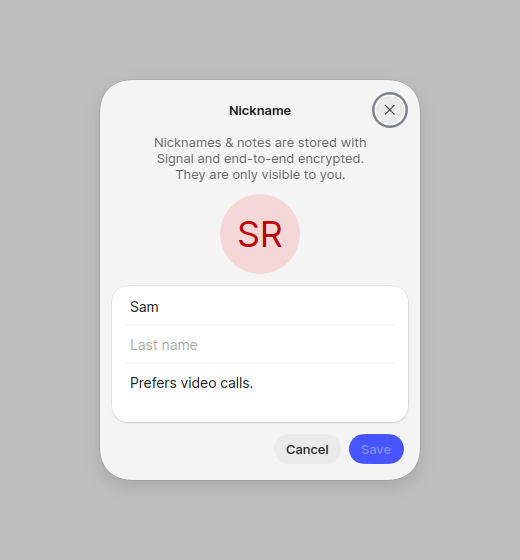 Nickname
Nicknames & notes are stored with
Signal and end-to-end encrypted.
They are only visible to you.
SR
Sam
Last name
Prefers video calls.
Cancel
Save